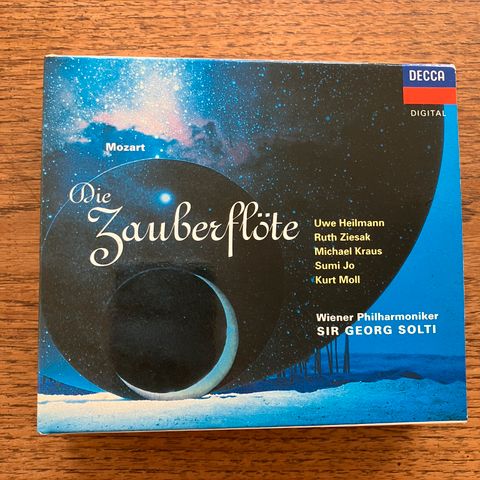 DECCA
DIGITAL
Mozart
Die
Zauberflöte
Uwe Heilmann
Ruth Ziesak
Michael Kraus
Sumi Jo
Kurt Moll
Wiener Philharmoniker
SIR GEORG SOLTI